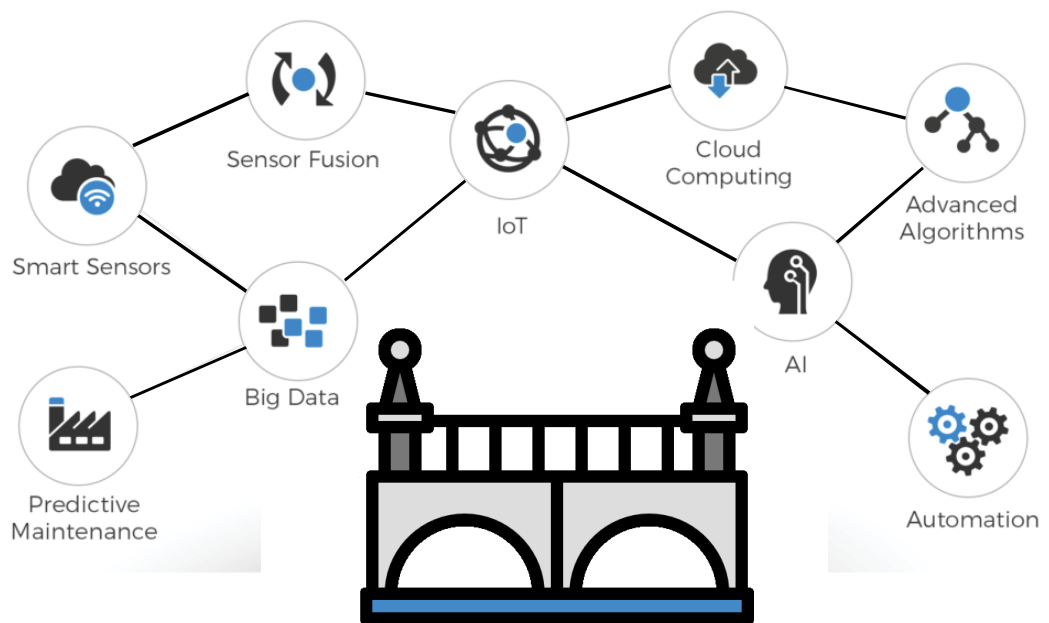 Sensor Fusion
Cloud
Computing
IoT
Advanced
Algorithms
Smart Sensors
AI
Big Data
Predictive
Maintenance
Automation